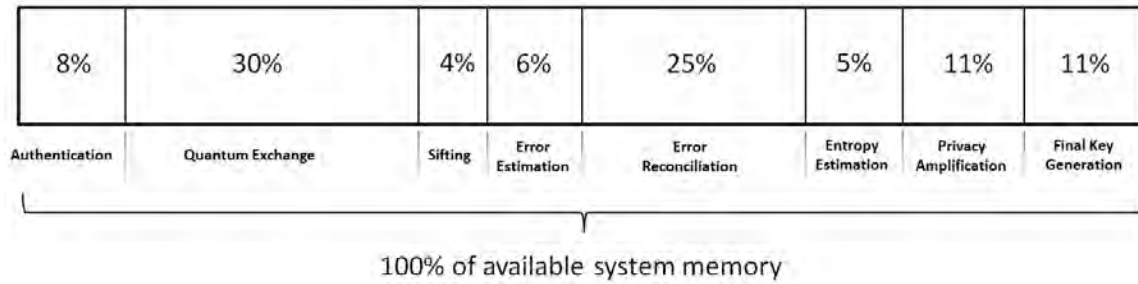 8% 30% 4% 6% 25% 5% 11% 11%
Authentication Quantum Exchange Sifting Error Estimation Error Reconciliation Entropy Estimation Privacy Amplification Final Key Generation
100% of available system memory